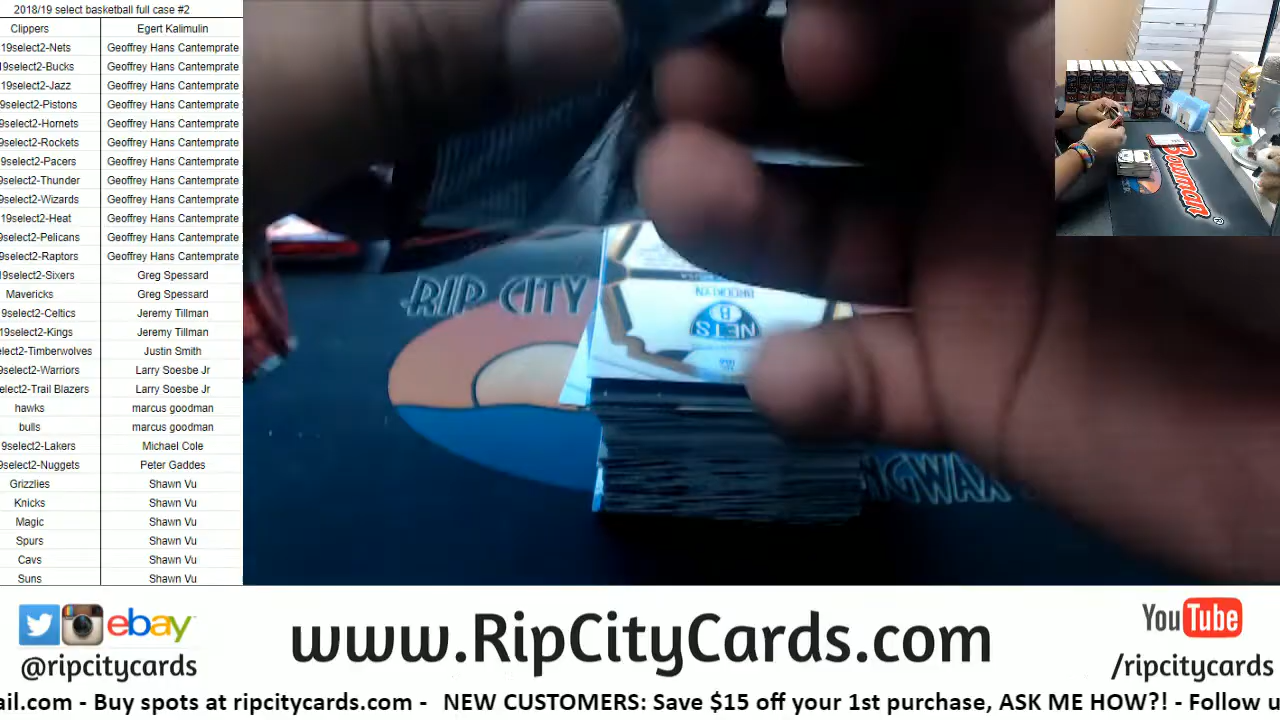 2018/19 select basketball full case #2
Clippers Egert Kalimulin
19select2-Nets Geoffrey Hans Cantemprate
19select2-Bucks Geoffrey Hans Cantemprate
19select2-Jazz Geoffrey Hans Cantemprate
9select2-Pistons Geoffrey Hans Cantemprate
9select2-Hornets Geoffrey Hans Cantemprate
9select2-Rockets Geoffrey Hans Cantemprate
9select2-Pacers Geoffrey Hans Cantemprate
9select2-Thunder Geoffrey Hans Cantemprate
9select2-Wizards Geoffrey Hans Cantemprate
19select2-Heat Geoffrey Hans Cantemprate
9select2-Pelicans Geoffrey Hans Cantemprate
9select2-Raptors Geoffrey Hans Cantemprate
19select2-Sixers Greg Spessard
Mavericks Greg Spessard
9select2-Celtics Jeremy Tillman
19select2-Kings Jeremy Tillman
elect2-Timberwolves Justin Smith
9select2-Warriors Larry Soesbe Jr
select2-Trail Blazers Larry Soesbe Jr
hawks marcus goodman
bulls marcus goodman
9select2-Lakers Michael Cole
9select2-Nuggets Peter Gaddes
Grizzlies Shawn Vu
Knicks Shawn Vu
Magic Shawn Vu
Spurs Shawn Vu
Cavs Shawn Vu
Suns Shawn Vu
RIP CITY
BROOKLYN
B
NETS
NGWAX
Bowman
®
ebay
@ripcitycards
www.RipCityCards.com
YouTube
/ripcitycards
ail.com - Buy spots at ripcitycards.com - NEW CUSTOMERS: Save $15 off your 1st purchase, ASK ME HOW?! - Follow u